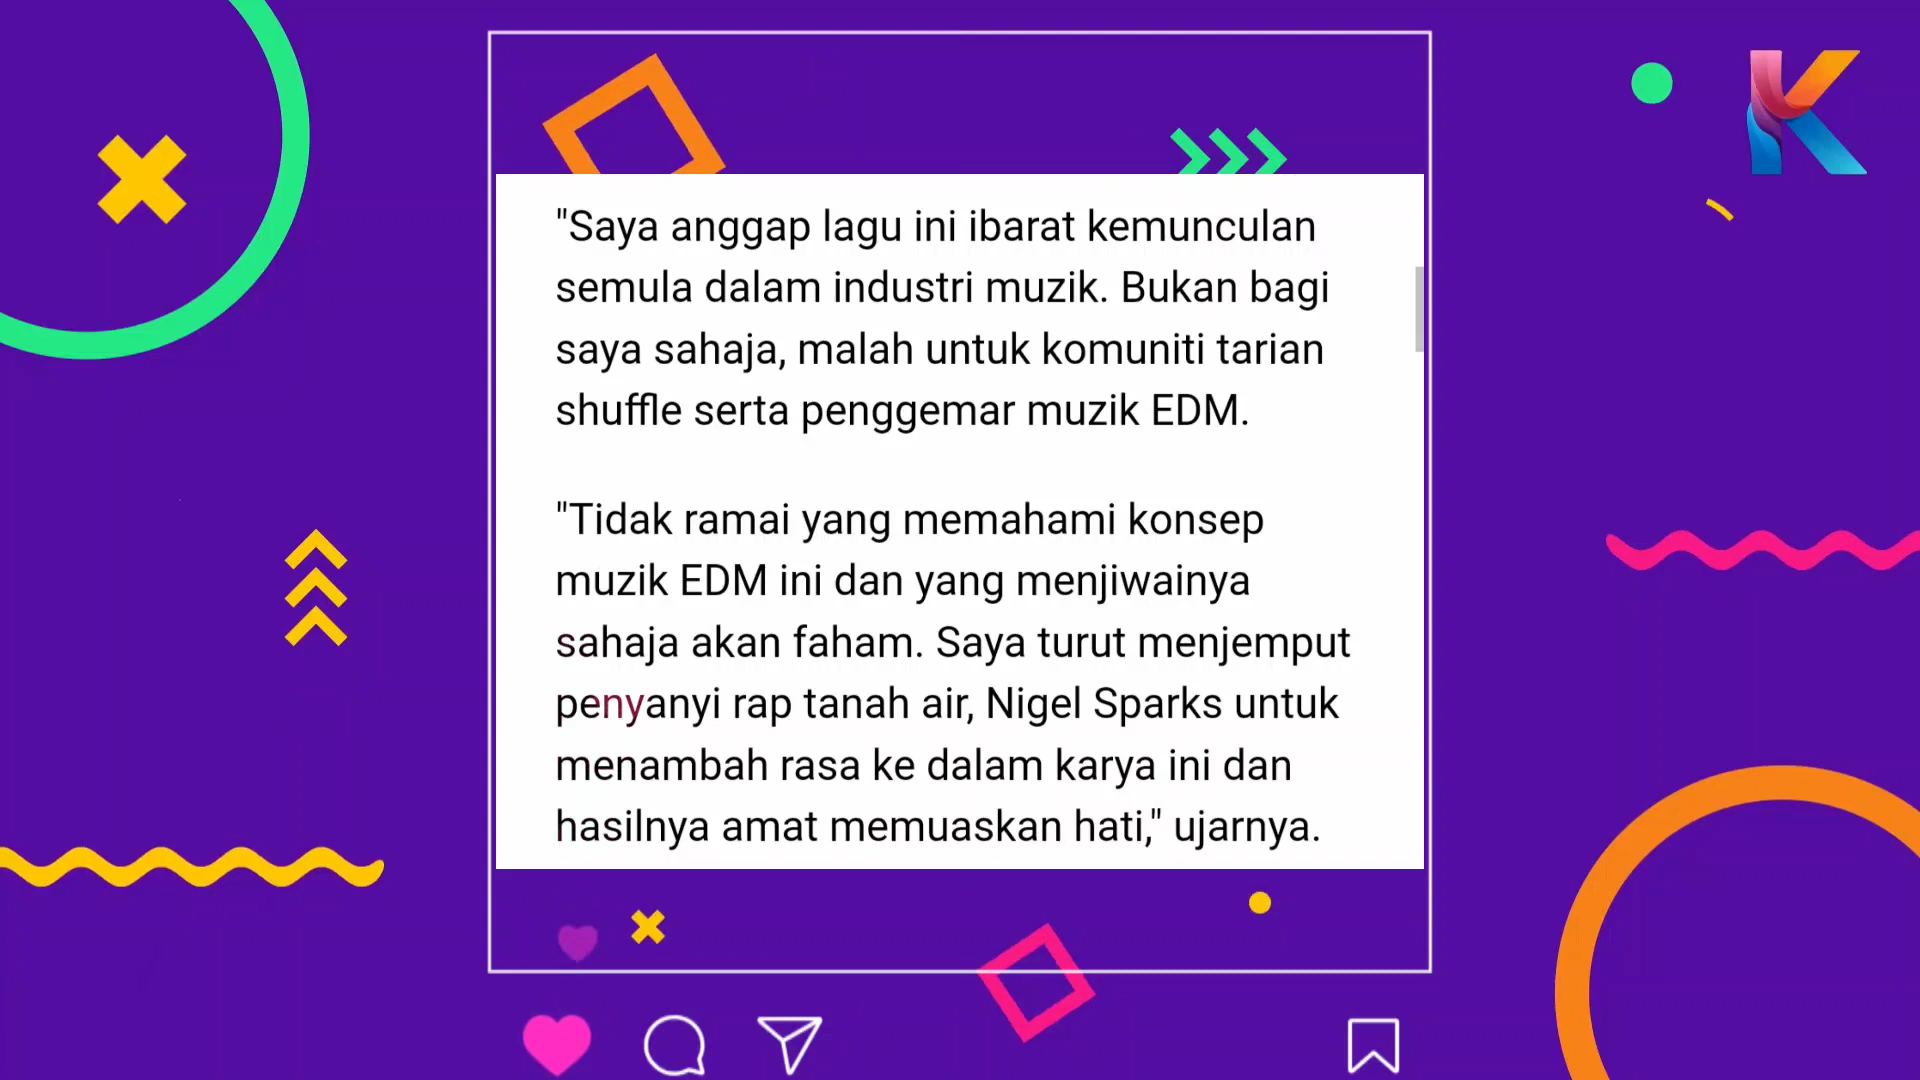 "Saya anggap lagu ini ibarat kemunculan
semula dalam industri muzik. Bukan bagi
saya sahaja, malah untuk komuniti tarian
shuffle serta penggemar muzik EDM.
"Tidak ramai yang memahami konsep
muzik EDM ini dan yang menjiwainya
sahaja akan faham. Saya turut menjemput
penyanyi rap tanah air, Nigel Sparks untuk
menambah rasa ke dalam karya ini dan
hasilnya amat memuaskan hati," ujarnya.
K